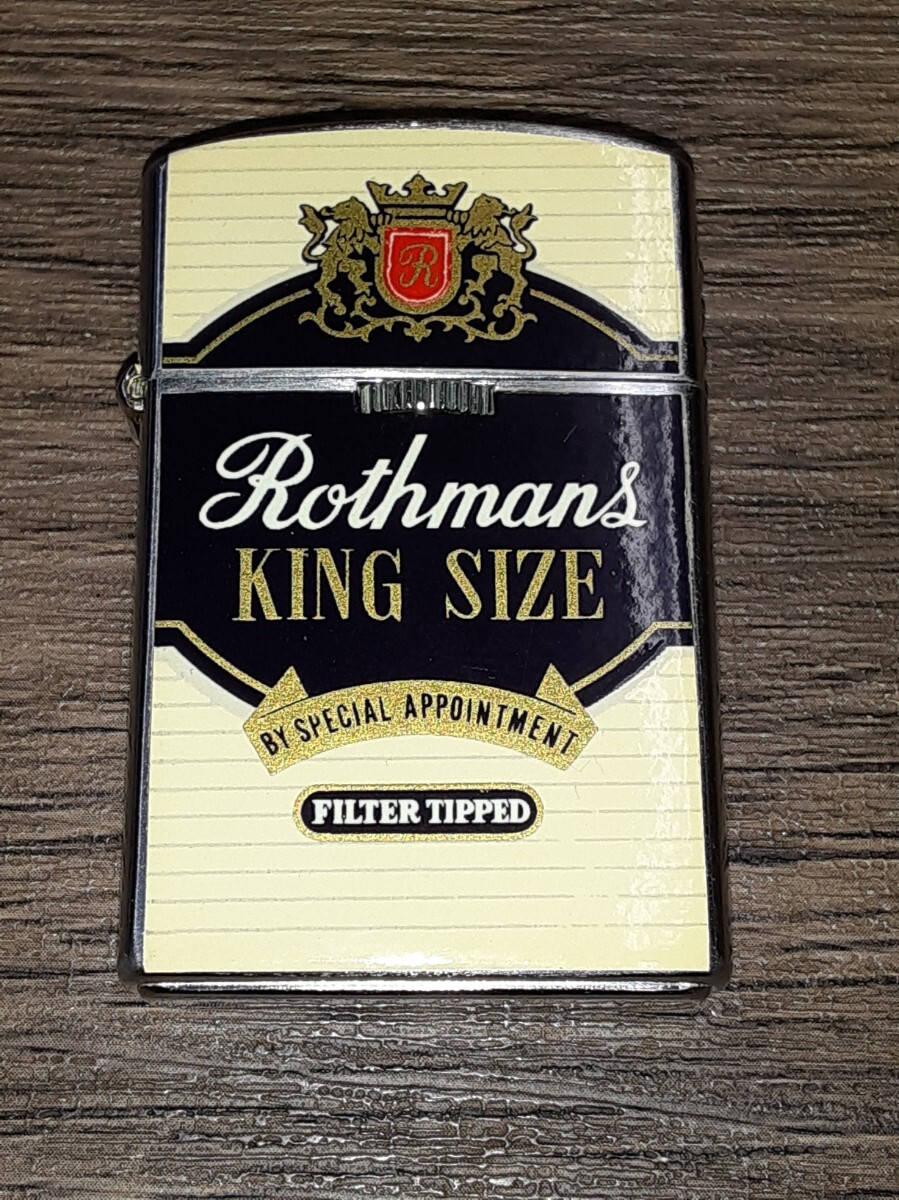 R
Rothmans
KING SIZE
BY SPECIAL APPOINTMENT
FILTER TIPPED